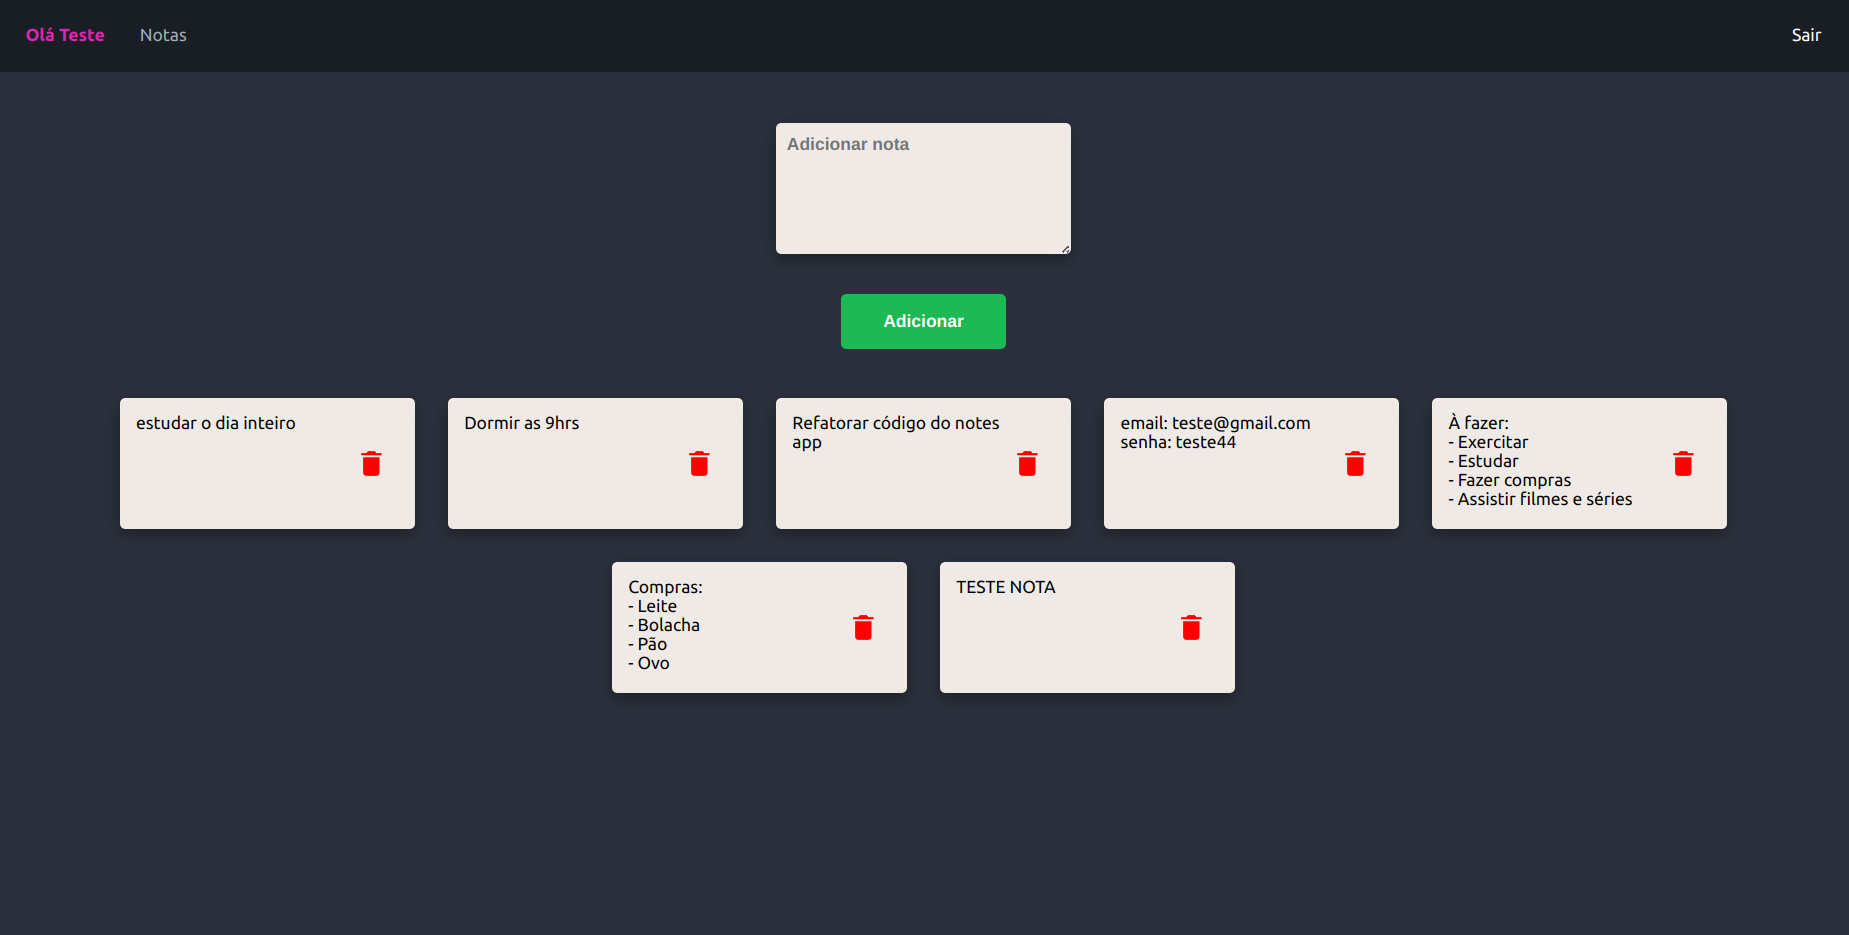 Olá Teste
Notas
Sair
Adicionar nota
Adicionar
estudar o dia inteiro
Dormir as 9hrs
Refatorar código do notes
app
email: teste@gmail.com
senha: teste44
À fazer:
- Exercitar
- Estudar
- Fazer compras
- Assistir filmes e séries
Compras:
- Leite
- Bolacha
- Pão
- Ovo
TESTE NOTA